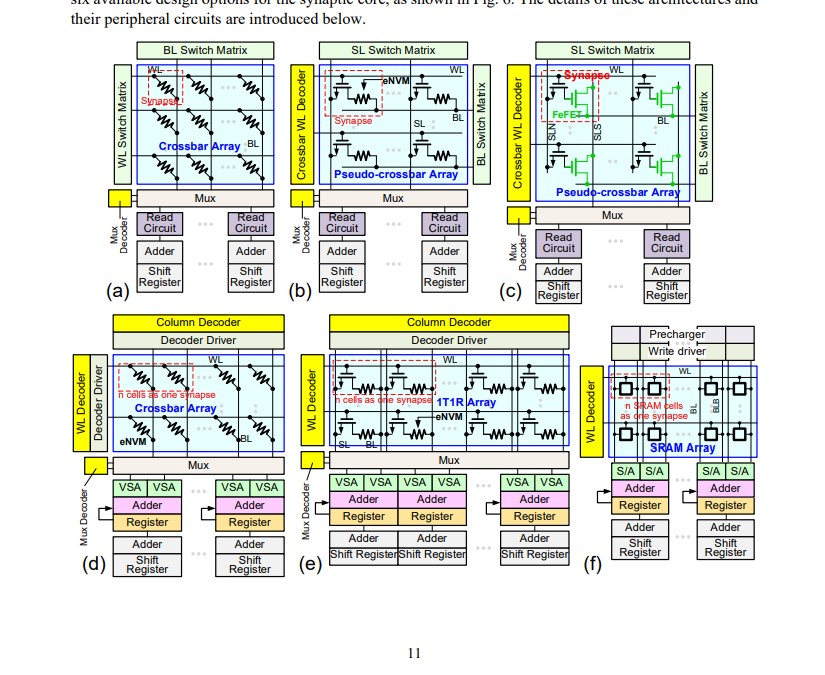 six available design options for the synaptic core, as shown in Fig. 6. The details of these architectures and
their peripheral circuits are introduced below.
BL Switch Matrix
WL Switch Matrix
WL
Synapse
Crossbar Array
BL
Mux
Mux Decoder
Read Circuit
Read Circuit
Adder
Adder
Shift Register
Shift Register
(a)
SL Switch Matrix
Crossbar WL Decoder
WL
eNVM
Synapse
SL
BL
Pseudo-crossbar Array
BL Switch Matrix
Mux
Mux Decoder
Read Circuit
Read Circuit
Adder
Adder
Shift Register
Shift Register
(b)
SL Switch Matrix
Crossbar WL Decoder
Synapse
WL
FeFET
SLN
SLS
BL
Pseudo-crossbar Array
BL Switch Matrix
Mux
Mux Decoder
Read Circuit
Read Circuit
Adder
Adder
Shift Register
Shift Register
(c)
Column Decoder
Decoder Driver
WL Decoder
Decoder Driver
WL
n cells as one synapse
Crossbar Array
eNVM
BL
Mux
Mux Decoder
VSA VSA
VSA VSA
Adder
Adder
Register
Register
Adder
Adder
Shift Register
Shift Register
(d)
Column Decoder
Decoder Driver
WL Decoder
WL
n cells as one synapse
1T1R Array
eNVM
SL
BL
Mux
Mux Decoder
VSA VSA VSA VSA
VSA VSA
Adder
Adder
Adder
Register
Register
Register
Adder
Adder
Adder
Shift Register
Shift Register
Shift Register
(e)
Precharger
Write driver
WL Decoder
WL
n SRAM cells as one synapse
BL
BLB
SRAM Array
S/A S/A
S/A S/A
Adder
Adder
Register
Register
Adder
Adder
Shift Register
Shift Register
(f)
11